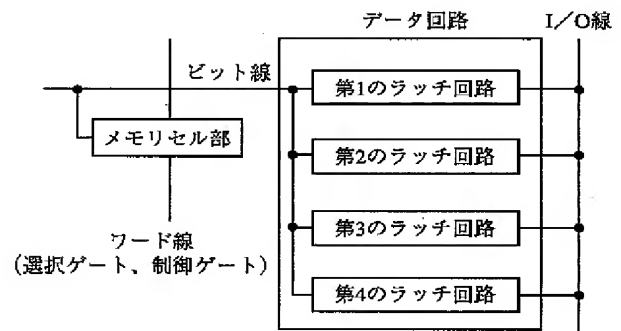 データ回路
I/O線
ビット線
第1のラッチ回路
メモリセル部
第2のラッチ回路
第3のラッチ回路
ワード線
(選択ゲート、制御ゲート)
第4のラッチ回路